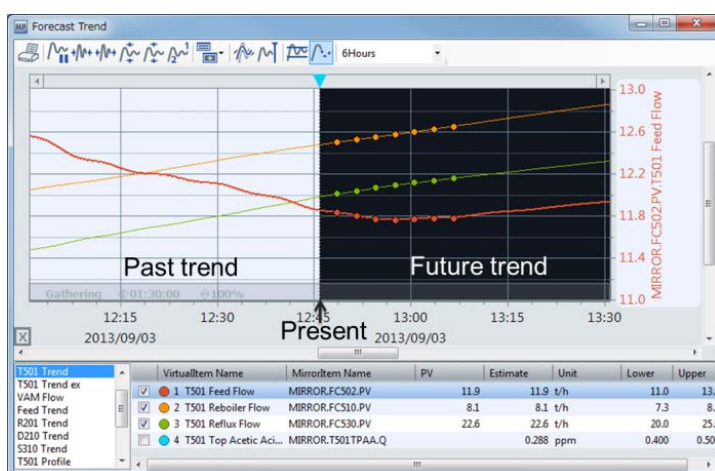 Forecast Trend
6Hours
13.0
12.6
12.2
11.8
11.4
11.0
MIRROR.FC502.PV.T501 Feed Flow
Past trend
Future trend
Gathering 01:30:00 100%
12:15 12:30 12:45 13:00 13:15 13:30
Present
2013/09/03 2013/09/03
T501 Trend
T501 Trend ex
VAM Flow
Feed Trend
R201 Trend
D210 Trend
S310 Trend
T501 Profile
VirtualItem Name MirrorItem Name PV Estimate Unit Lower Upper
1 T501 Feed Flow MIRROR.FC502.PV 11.9 11.9 t/h 11.0 13.
2 T501 Reboiler Flow MIRROR.FC510.PV 8.1 8.1 t/h 7.3 8.
3 T501 Reflux Flow MIRROR.FC530.PV 22.6 22.6 t/h 20.0 25.
4 T501 Top Acetic Aci... MIRROR.T501TPAA.Q 0.288 ppm 0.400 0.50